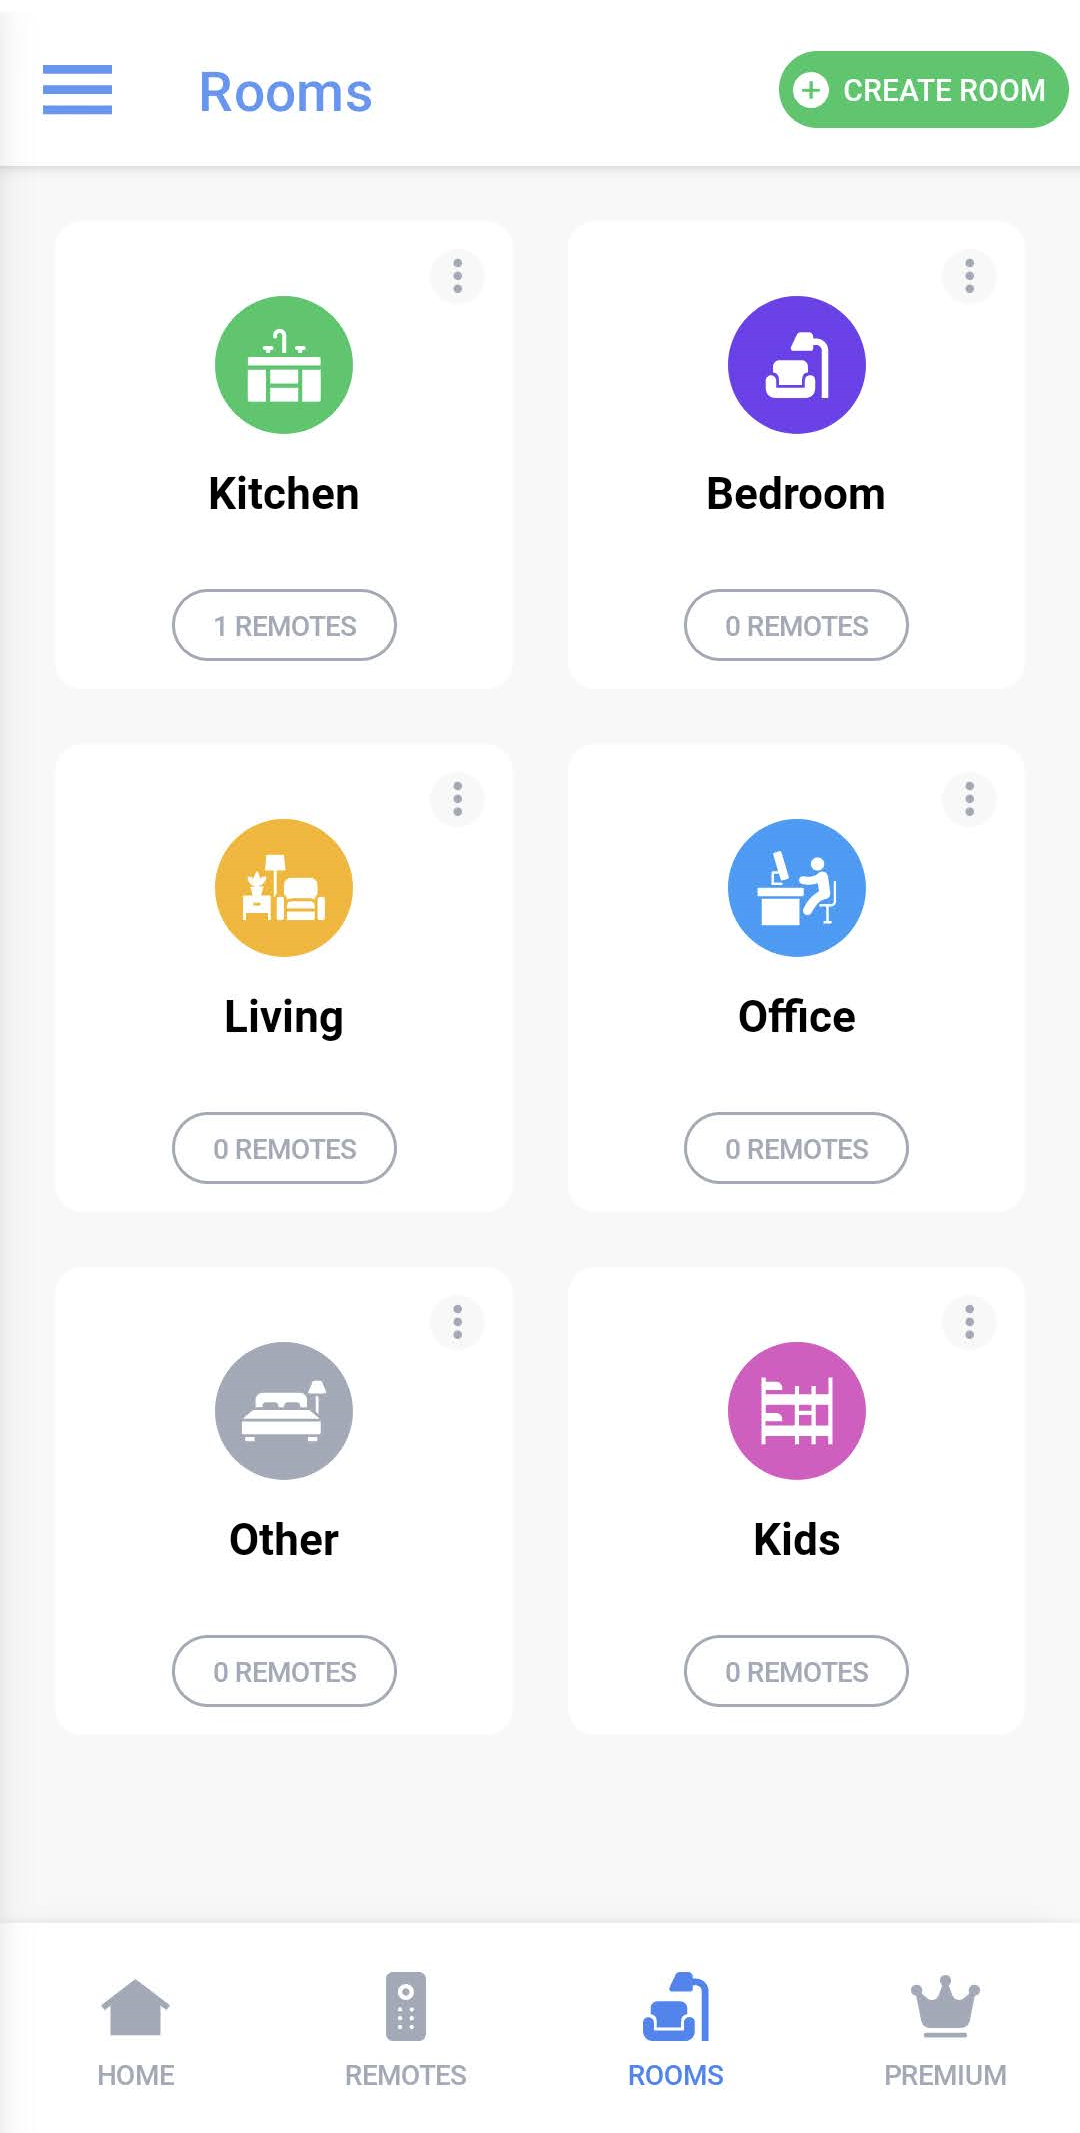 Rooms
CREATE ROOM
Kitchen
1 REMOTES
Bedroom
0 REMOTES
Living
0 REMOTES
Office
0 REMOTES
Other
0 REMOTES
Kids
0 REMOTES
HOME
REMOTES
ROOMS
PREMIUM